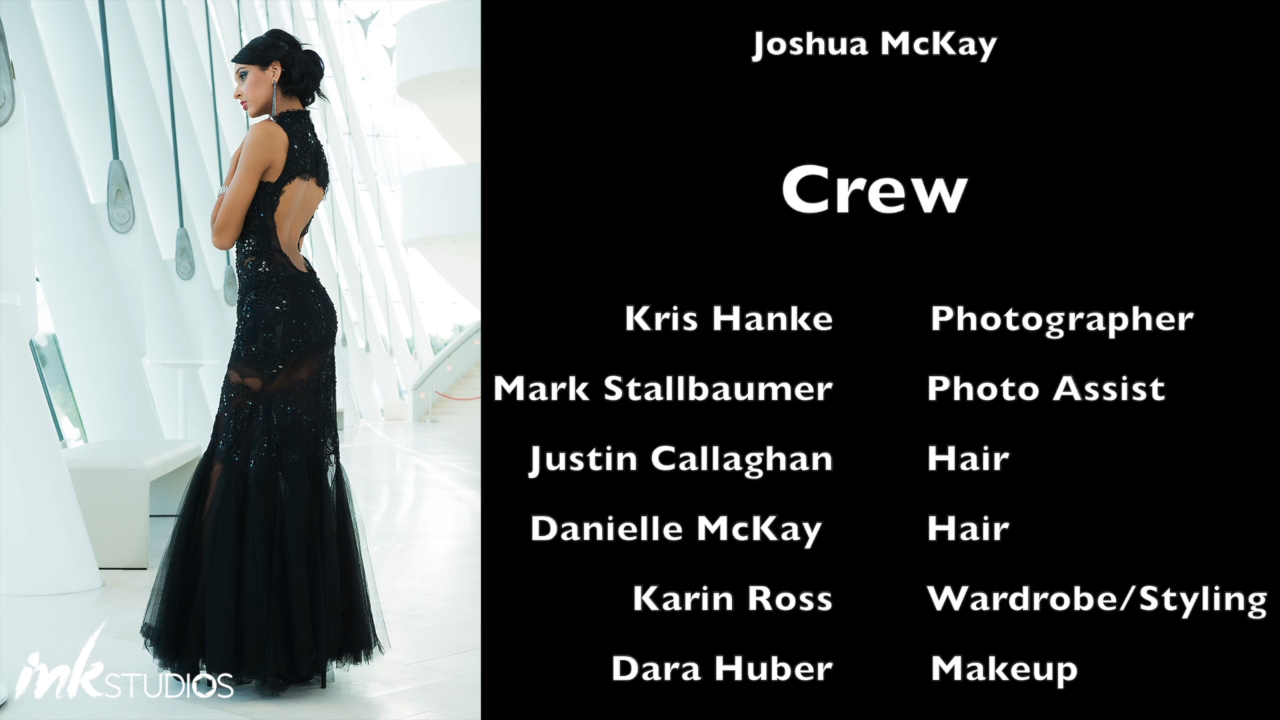 Joshua McKay
Crew
Kris Hanke Photographer
Mark Stallbaumer Photo Assist
Justin Callaghan Hair
Danielle McKay Hair
Karin Ross Wardrobe/Styling
Dara Huber Makeup
ink STUDIOS